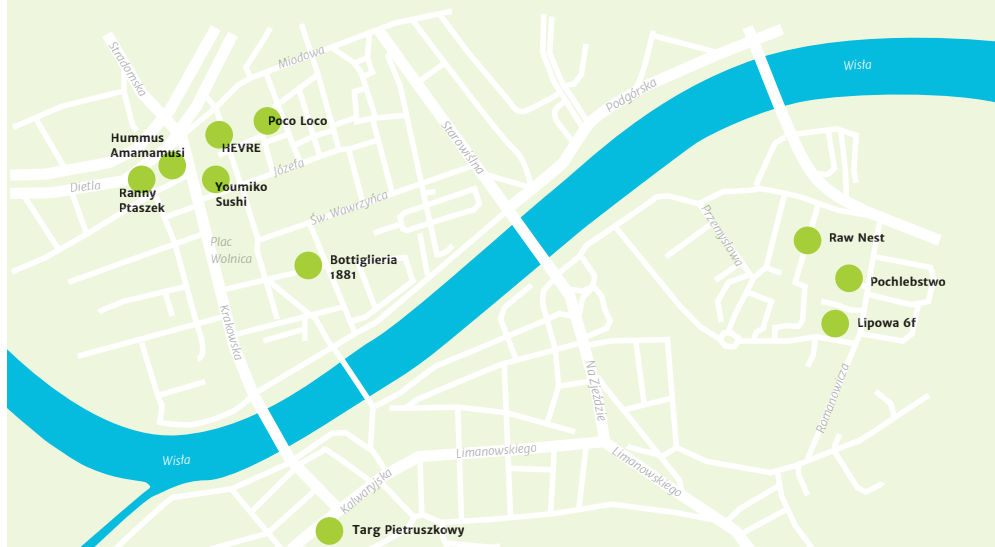 Stradomska
Miodowa
Wisła
Podgórska
Poco Loco
Hummus
Amamamusi
HEVRE
Starowiślna
Józefa
Dietla
Ranny
Ptaszek
Youmiko
Sushi
Św. Wawrzyńca
Przemysłowa
Raw Nest
Plac
Wolnica
Bottiglieria
1881
Pochlebstwo
Krakowska
Lipowa 6f
Na Zjeździe
Romanowicza
Wisła
Limanowskiego
Limanowskiego
Kalwaryjska
Targ Pietruszkowy